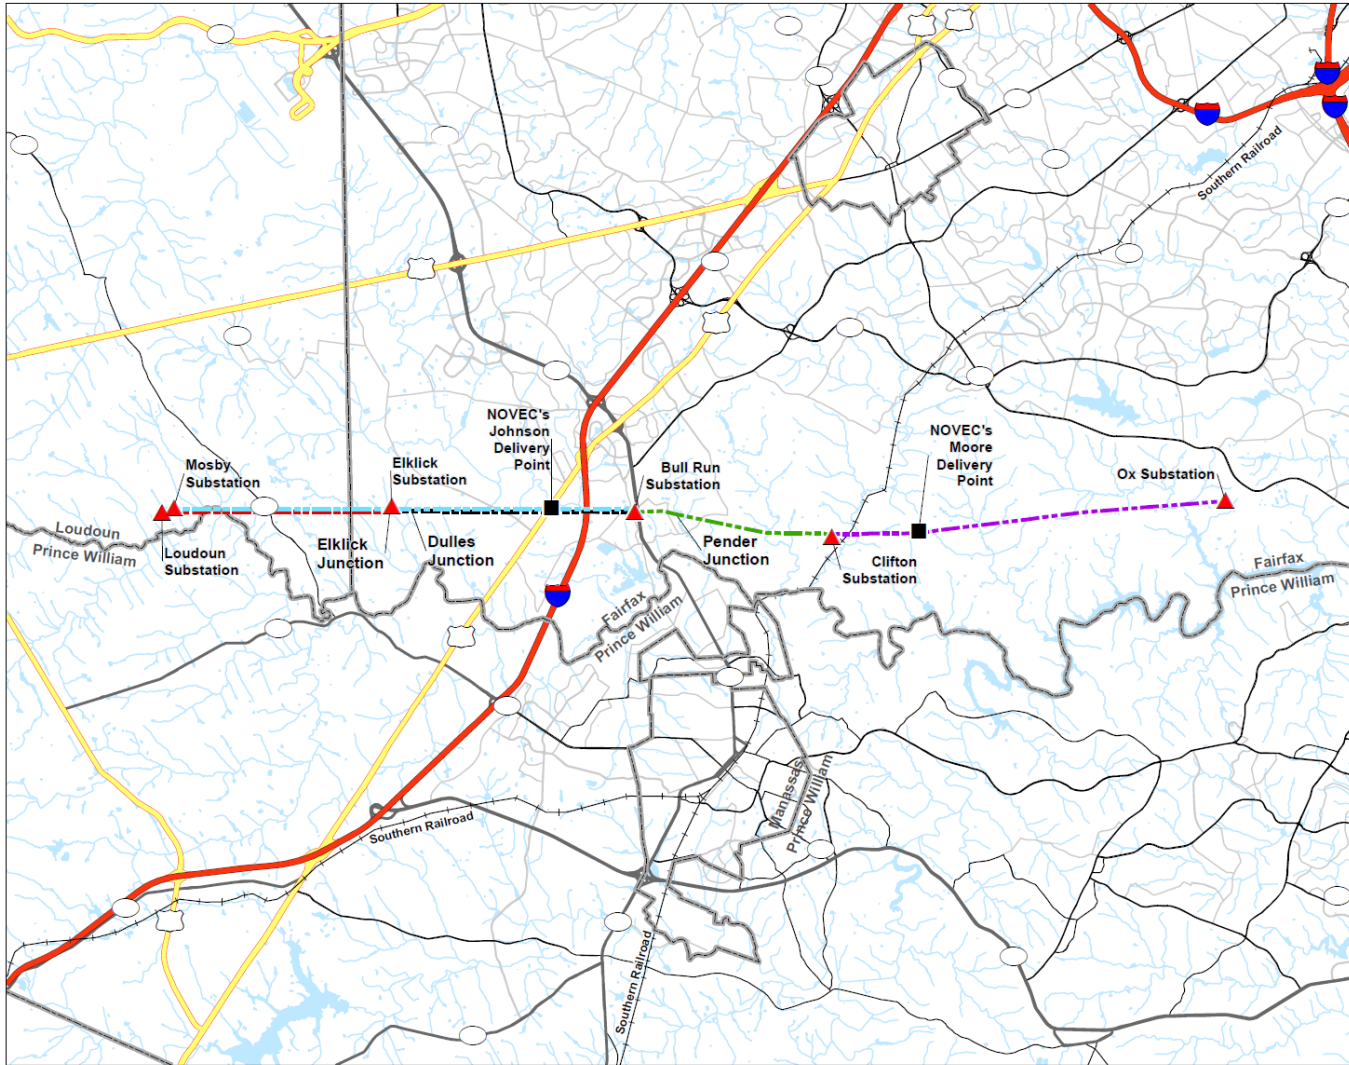 Southern Railroad
NOVEC's
Johnson
Delivery
Point
NOVEC's
Moore
Delivery
Point
Mosby
Substation
Elklick
Substation
Bull Run
Substation
Ox Substation
Loudoun
Prince William
Loudoun
Substation
Elklick
Junction
Dulles
Junction
Pender
Junction
Clifton
Substation
Fairfax
Prince William
Fairfax
Prince William
Manassas
Prince William
Southern Railroad
Southern Railroad